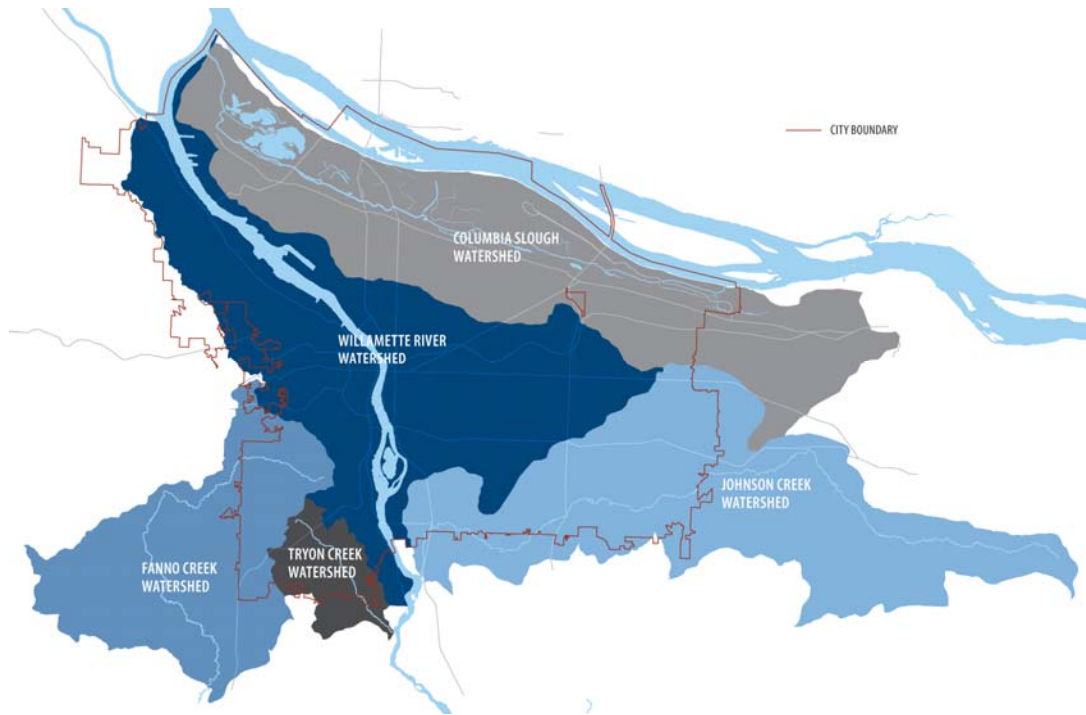 CITY BOUNDARY
COLUMBIA SLOUGH
WATERSHED
WILLAMETTE RIVER
WATERSHED
JOHNSON CREEK
WATERSHED
TRYON CREEK
WATERSHED
FANNO CREEK
WATERSHED